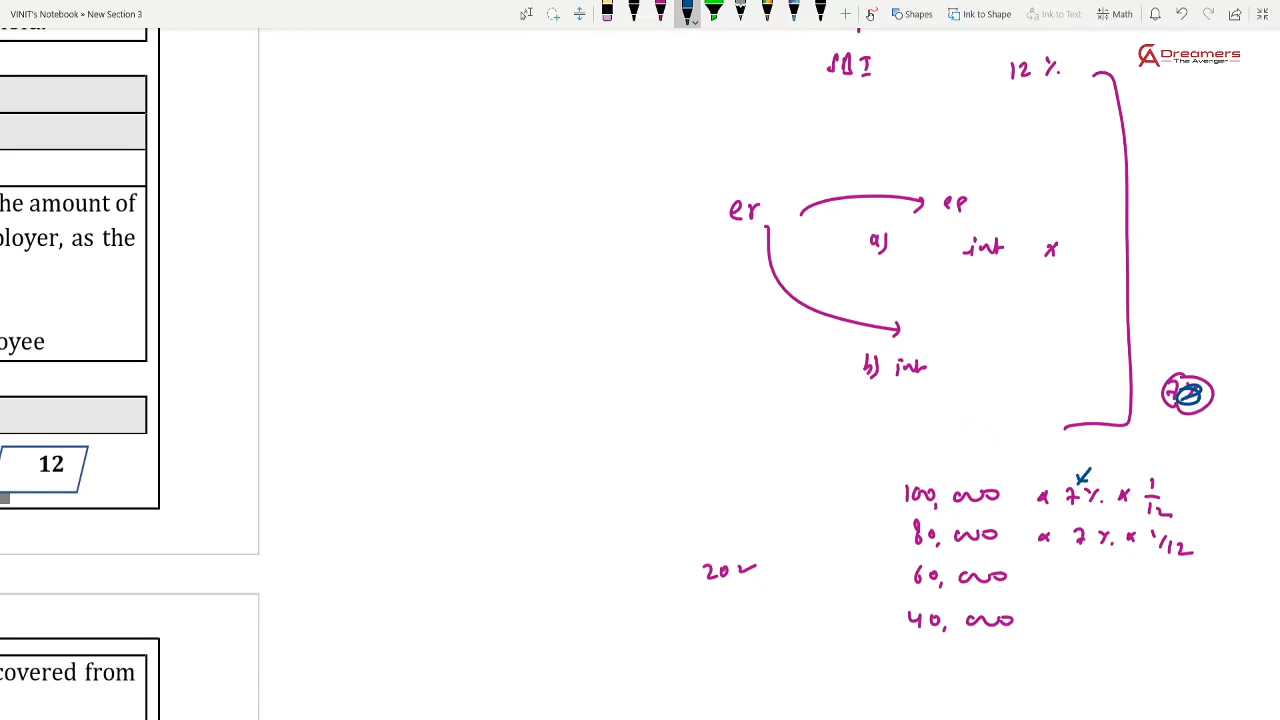 VINIT's Notebook » New Section 3
Shapes
Ink to Shape
Ink to Text
Math
Dreamers
The Avenger
SBI 12 %.
he amount of
ployer, as the
er ep
a) int x
oyee
b) int
12
100, 000 x 7 %. x 1/12
80, 000 x 7 %. x 1/12
20
60, 000
40, 000
covered from